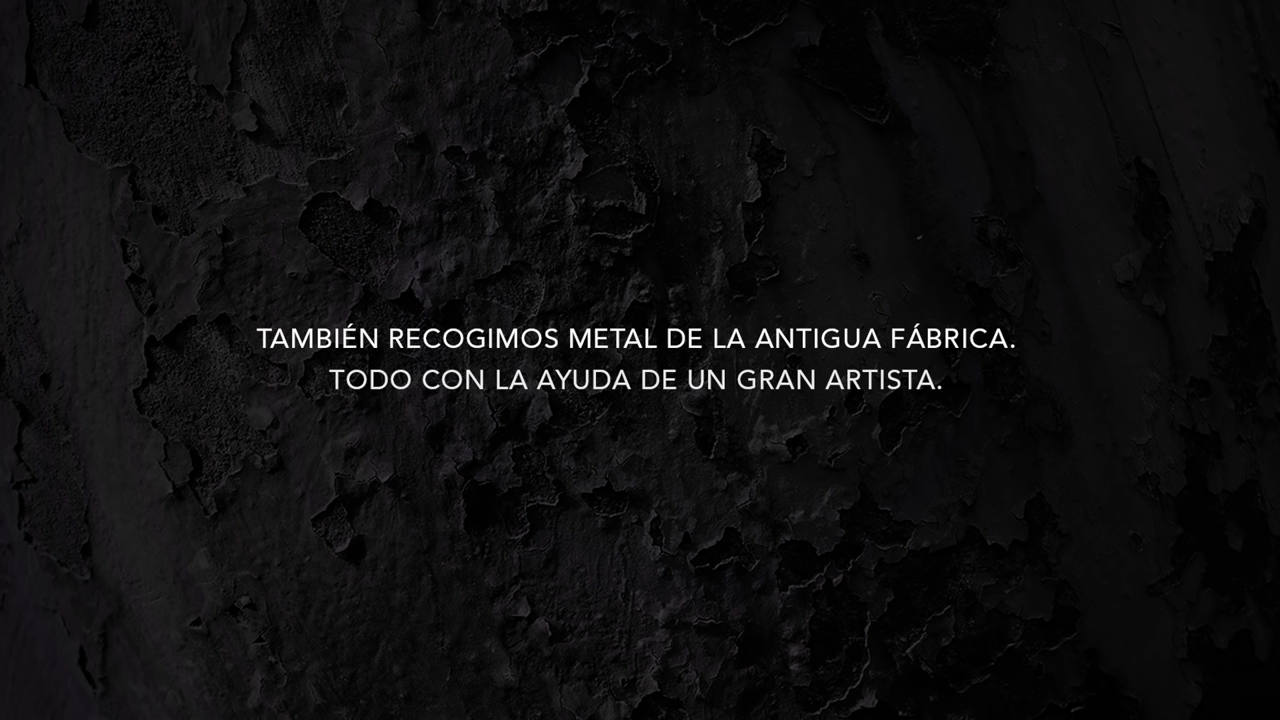 TAMBIÉN RECOGIMOS METAL DE LA ANTIGUA FÁBRICA.
TODO CON LA AYUDA DE UN GRAN ARTISTA.